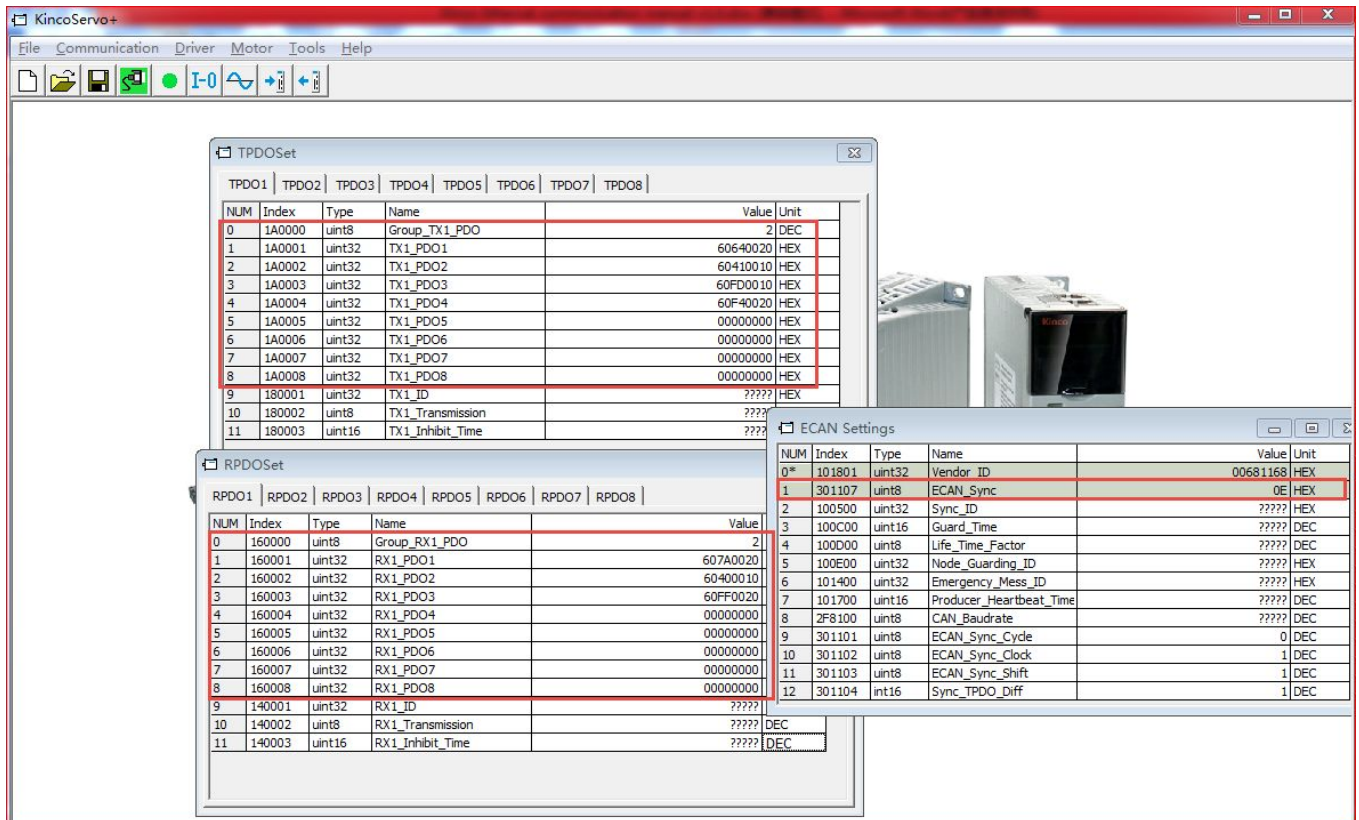 KincoServo+
File Communication Driver Motor Tools Help
I-0
TPDOSet
TPDO1 TPDO2 TPDO3 TPDO4 TPDO5 TPDO6 TPDO7 TPDO8
NUM Index Type Name Value Unit
0 1A0000 uint8 Group_TX1_PDO 2 DEC
1 1A0001 uint32 TX1_PDO1 60640020 HEX
2 1A0002 uint32 TX1_PDO2 60410010 HEX
3 1A0003 uint32 TX1_PDO3 60FD0010 HEX
4 1A0004 uint32 TX1_PDO4 60F40020 HEX
5 1A0005 uint32 TX1_PDO5 00000000 HEX
6 1A0006 uint32 TX1_PDO6 00000000 HEX
7 1A0007 uint32 TX1_PDO7 00000000 HEX
8 1A0008 uint32 TX1_PDO8 00000000 HEX
9 180001 uint32 TX1_ID ????? HEX
10 180002 uint8 TX1_Transmission ????
11 180003 uint16 TX1_Inhibit_Time ????
Kinco
RPDOSet
RPDO1 RPDO2 RPDO3 RPDO4 RPDO5 RPDO6 RPDO7 RPDO8
NUM Index Type Name Value
0 160000 uint8 Group_RX1_PDO 2
1 160001 uint32 RX1_PDO1 607A0020
2 160002 uint32 RX1_PDO2 60400010
3 160003 uint32 RX1_PDO3 60FF0020
4 160004 uint32 RX1_PDO4 00000000
5 160005 uint32 RX1_PDO5 00000000
6 160006 uint32 RX1_PDO6 00000000
7 160007 uint32 RX1_PDO7 00000000
8 160008 uint32 RX1_PDO8 00000000
9 140001 uint32 RX1_ID ?????
10 140002 uint8 RX1_Transmission ????? DEC
11 140003 uint16 RX1_Inhibit_Time ????? DEC
ECAN Settings
NUM Index Type Name Value Unit
0* 101801 uint32 Vendor_ID 00681168 HEX
1 301107 uint8 ECAN_Sync 0E HEX
2 100500 uint32 Sync_ID ????? HEX
3 100C00 uint16 Guard_Time ????? DEC
4 100D00 uint8 Life_Time_Factor ????? DEC
5 100E00 uint32 Node_Guarding_ID ????? HEX
6 101400 uint32 Emergency_Mess_ID ????? HEX
7 101700 uint16 Producer_Heartbeat_Time ????? DEC
8 2F8100 uint8 CAN_Baudrate ????? DEC
9 301101 uint8 ECAN_Sync_Cycle 0 DEC
10 301102 uint8 ECAN_Sync_Clock 1 DEC
11 301103 uint8 ECAN_Sync_Shift 1 DEC
12 301104 int16 Sync_TPDO_Diff 1 DEC